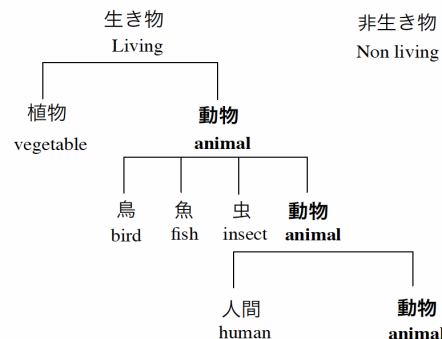 生き物
非生き物
Living
Non living
植物
動物
vegetable
animal
鳥
魚
虫
動物
bird
fish
insect
animal
人間
動物
human
animal